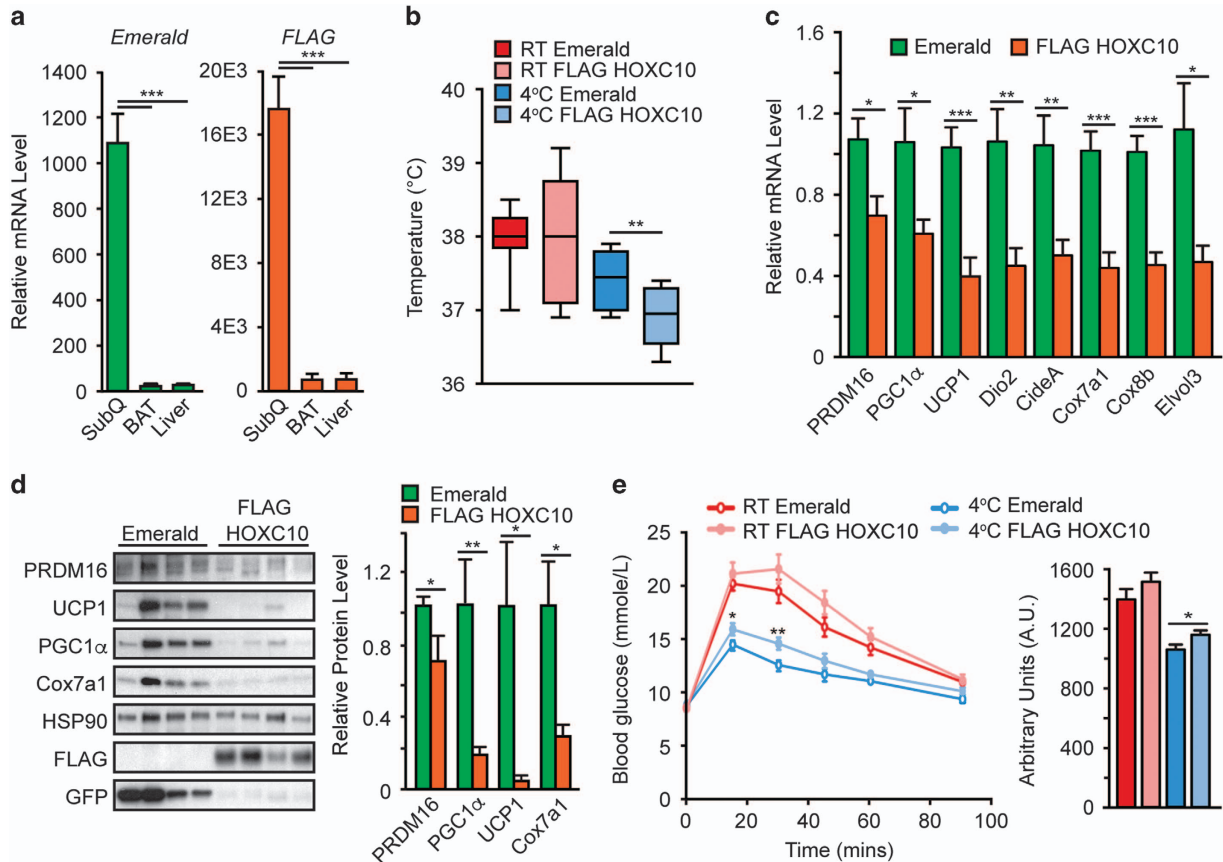 a
Emerald
FLAG
***
***
Relative mRNA Level
1400
1200
1000
800
600
400
200
0
SubQ
BAT
Liver
20E3
16E3
12E3
8E3
4E3
0
SubQ
BAT
Liver
b
RT Emerald
RT FLAG HOXC10
4°C Emerald
4°C FLAG HOXC10
**
Temperature (°C)
40
39
38
37
36
c
Emerald
FLAG HOXC10
Relative mRNA Level
1.6
1.2
0.8
0.4
0
* * *** ** ** *** *** *
PRDM16
PGC1α
UCP1
Dio2
CideA
Cox7a1
Cox8b
Elvol3
d
Emerald
FLAG
HOXC10
PRDM16
UCP1
PGC1α
Cox7a1
HSP90
FLAG
GFP
Emerald
FLAG HOXC10
Relative Protein Level
1.2
0.8
0.4
0
* ** * *
PRDM16
PGC1α
UCP1
Cox7a1
e
RT Emerald
RT FLAG HOXC10
4°C Emerald
4°C FLAG HOXC10
Blood glucose (mmole/L)
25
22
20
15
10
5
0
*
**
0 20 40 60 80 100
Time (mins)
Arbitrary Units (A.U.)
1600
1400
1200
1000
800
600
400
200
0
*